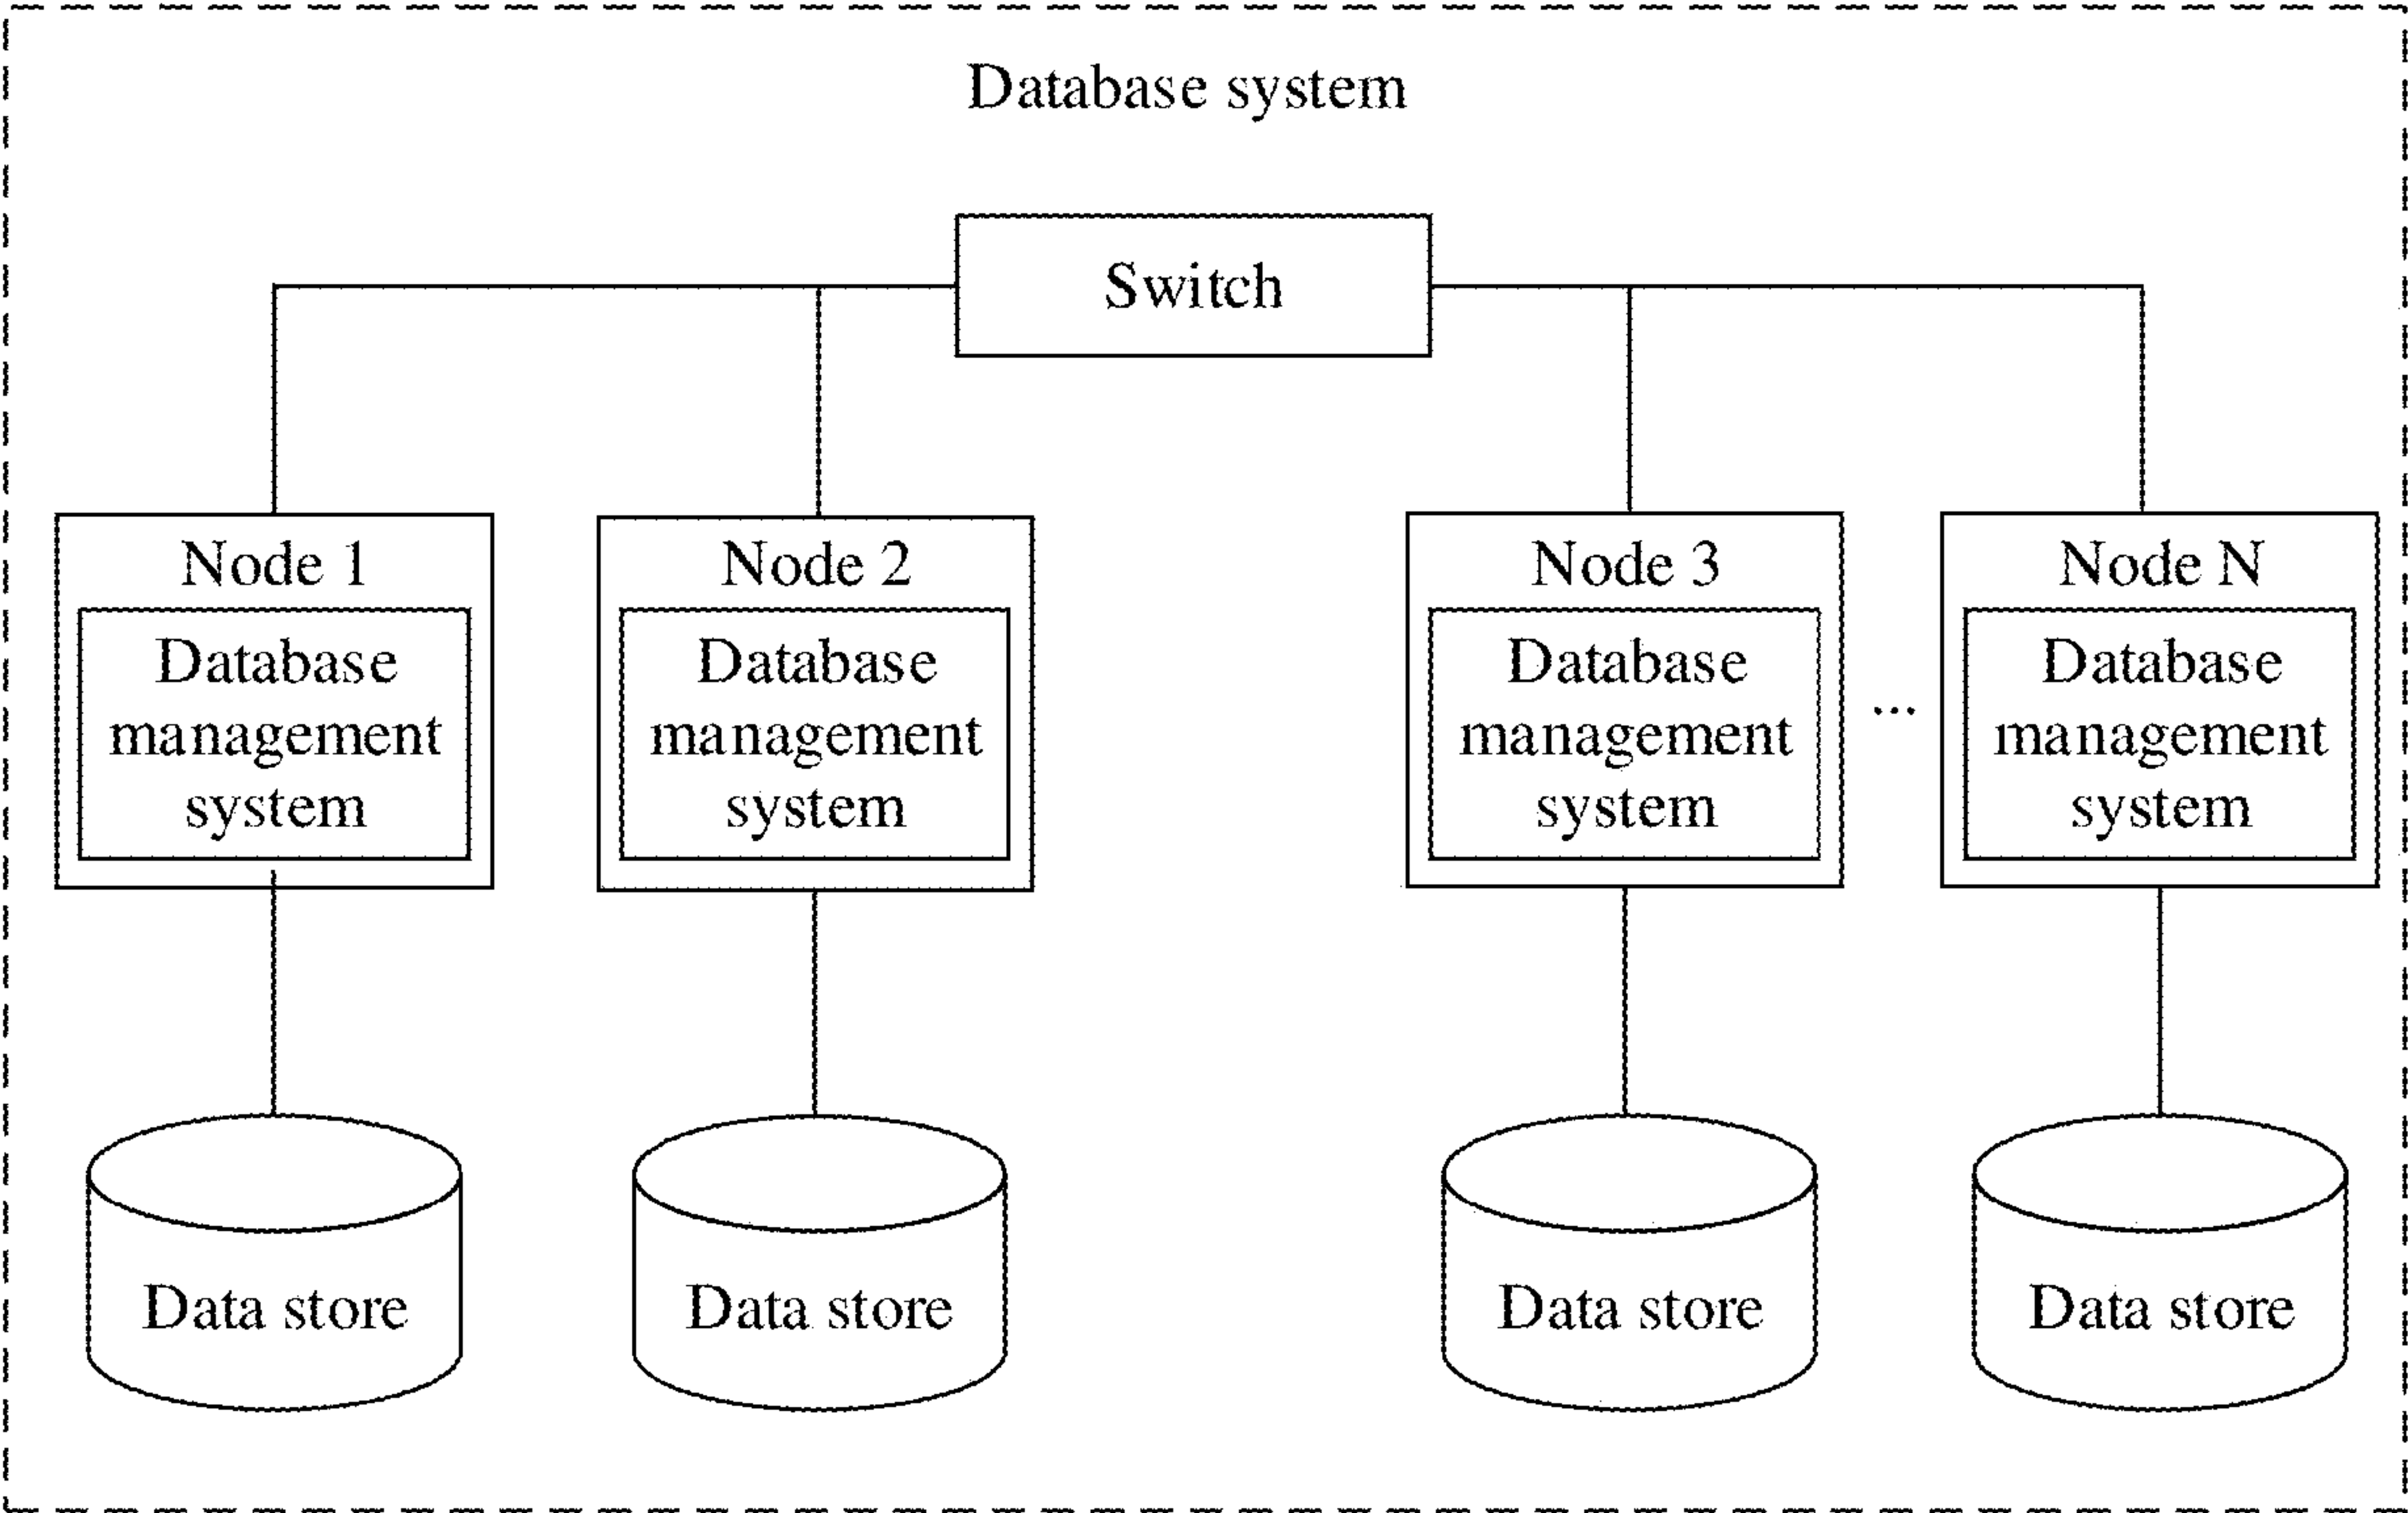 Database system
Switch
Node 1
Database
management
system
Node 2
Database
management
system
Node 3
Database
management
system
...
Node N
Database
management
system
Data store
Data store
Data store
Data store